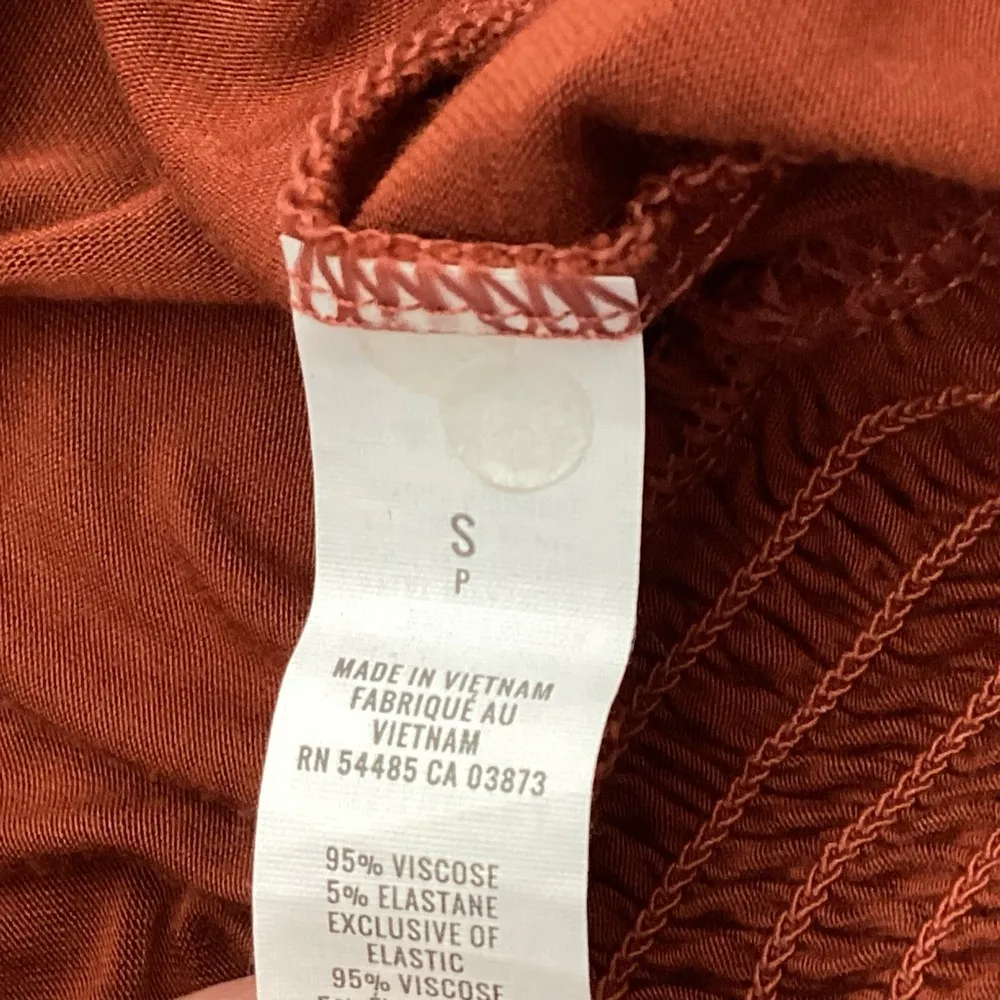 S
P
MADE IN VIETNAM
FABRIQUÉ AU
VIETNAM
RN 54485 CA 03873
95% VISCOSE
5% ELASTANE
EXCLUSIVE OF
ELASTIC
95% VISCOSE